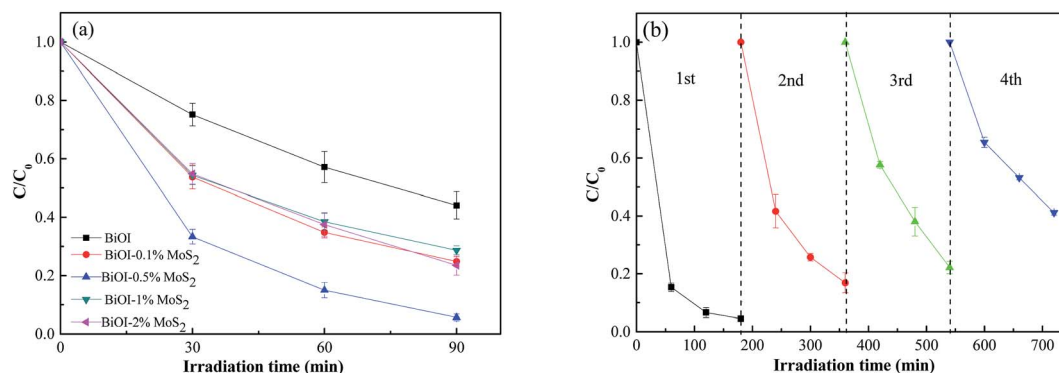 (a)
1.0
0.8
0.6
0.4
0.2
0.0
C/C₀
BiOI
BiOI-0.1% MoS₂
BiOI-0.5% MoS₂
BiOI-1% MoS₂
BiOI-2% MoS₂
0 30 60 90
Irradiation time (min)
(b)
1st 2nd 3rd 4th
1.0
0.8
0.6
0.4
0.2
0.0
C/C₀
0 100 200 300 400 500 600 700
Irradiation time (min)